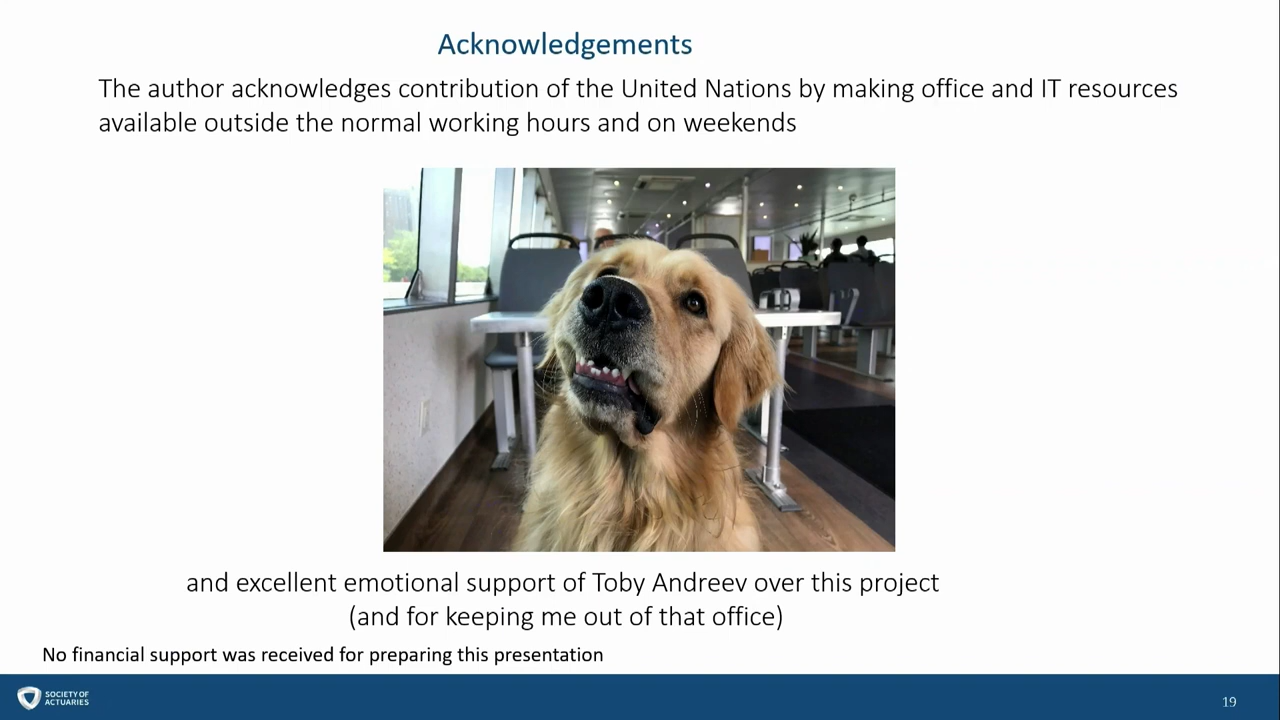 Acknowledgements
The author acknowledges contribution of the United Nations by making office and IT resources
available outside the normal working hours and on weekends
and excellent emotional support of Toby Andreev over this project
(and for keeping me out of that office)
No financial support was received for preparing this presentation
SOCIETY OF
ACTUARIES
19